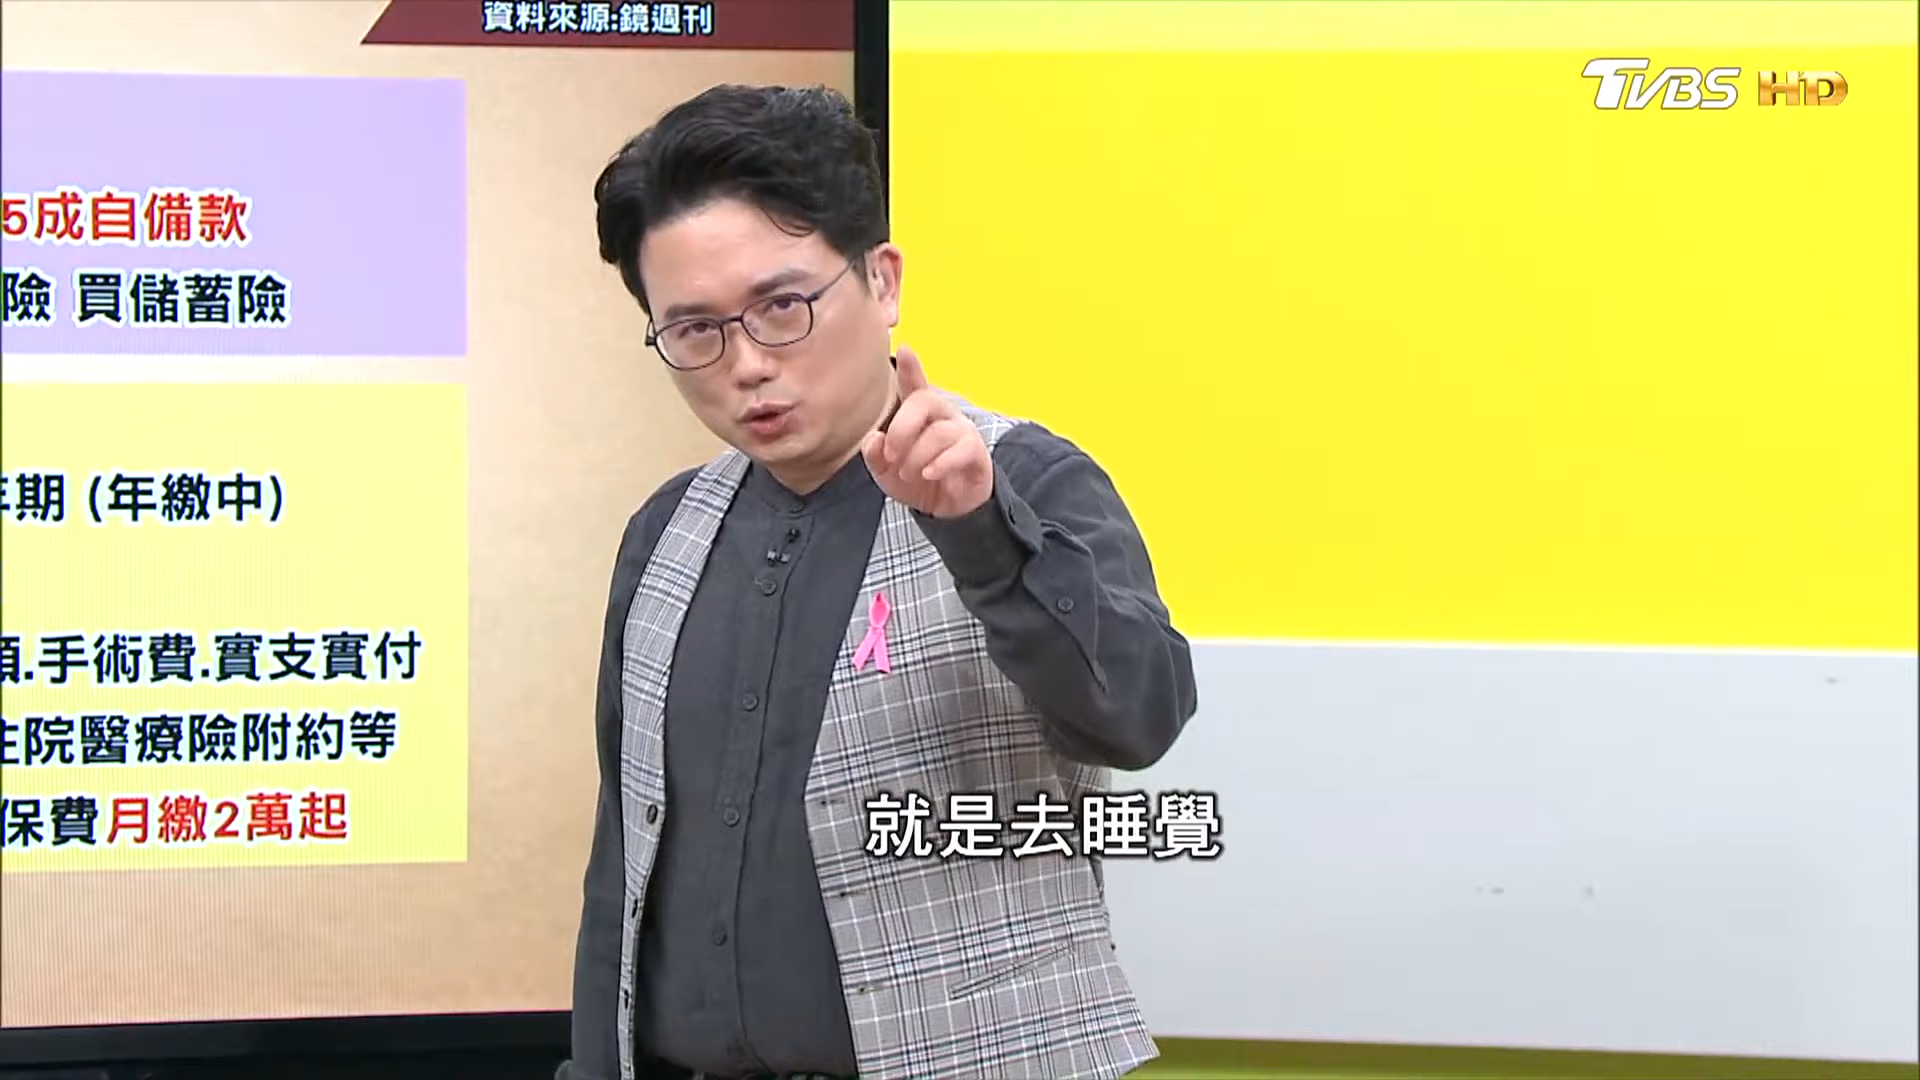 資料來源:鏡週刊
TVBS HD
5成自備款
險 買儲蓄險
期 (年繳中)
.手術費.實支實付
住院醫療險附約等
保費月繳2萬起
就是去睡覺